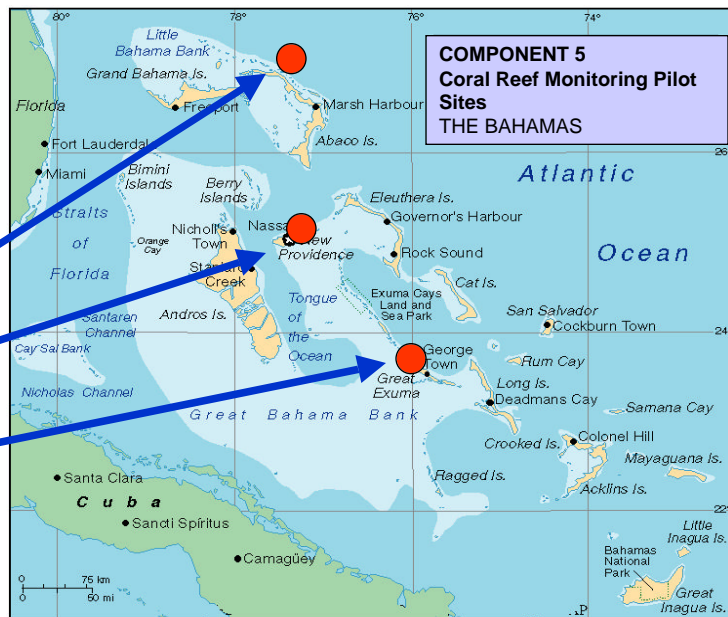 80°
78°
76°
74°
COMPONENT 5
Coral Reef Monitoring Pilot
Sites
THE BAHAMAS
Little
Bahama Bank
Grand Bahama Is.
Florida
Freeport
Marsh Harbour
Fort Lauderdal
Abaco Is.
26
Miami
Bimini
Islands
Berry
Islands
Atlantic
Ocean
Eleuthera Is.
Governor's Harbour
Straits
of
Florida
Orange
Cay
Nicholl's
Town
Nassa
New
Providence
Rock Sound
Creek
Cat Is.
Exuma Cays
Land and
Sea Park
San Salvador
Cockburn Town
Andros Is.
Tongue
of
the
Ocean
Santaren
Channel
24
Cay Sal Bank
George
Town
Rum Cay
Great
Exuma
Long Is.
Deadmans Cay
Samana Cay
Nicholas Channel
Great Bahama Bank
Crooked Is.
Colonel Hill
Mayaguana Is.
Ragged Is.
Acklins Is.
Santa Clara
Cuba
Sancti Spíritus
22
Little
Inagua Is.
Camagüey
Bahamas
National
Park
Great
Inagua Is.
0 75 km
0 50 mi